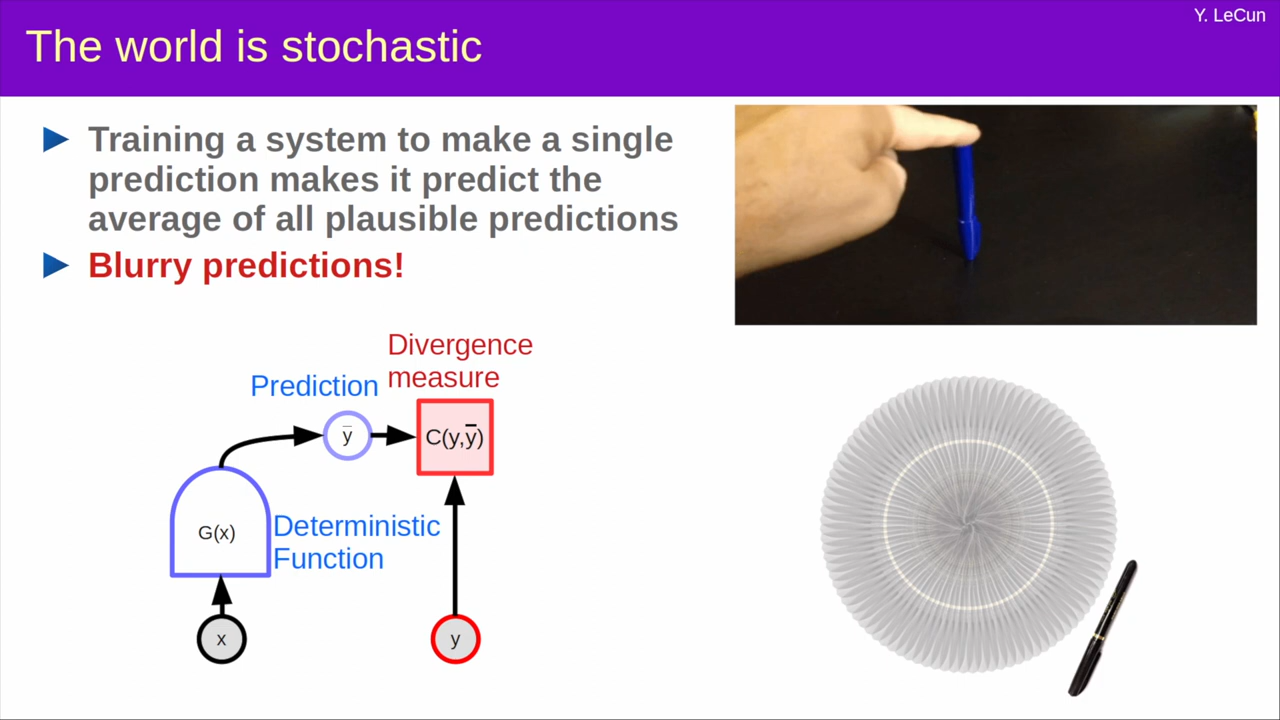 Y. LeCun
The world is stochastic
Training a system to make a single
prediction makes it predict the
average of all plausible predictions
Blurry predictions!
Divergence
measure
Prediction
y̅
C(y,y̅)
G(x)
Deterministic
Function
x
y